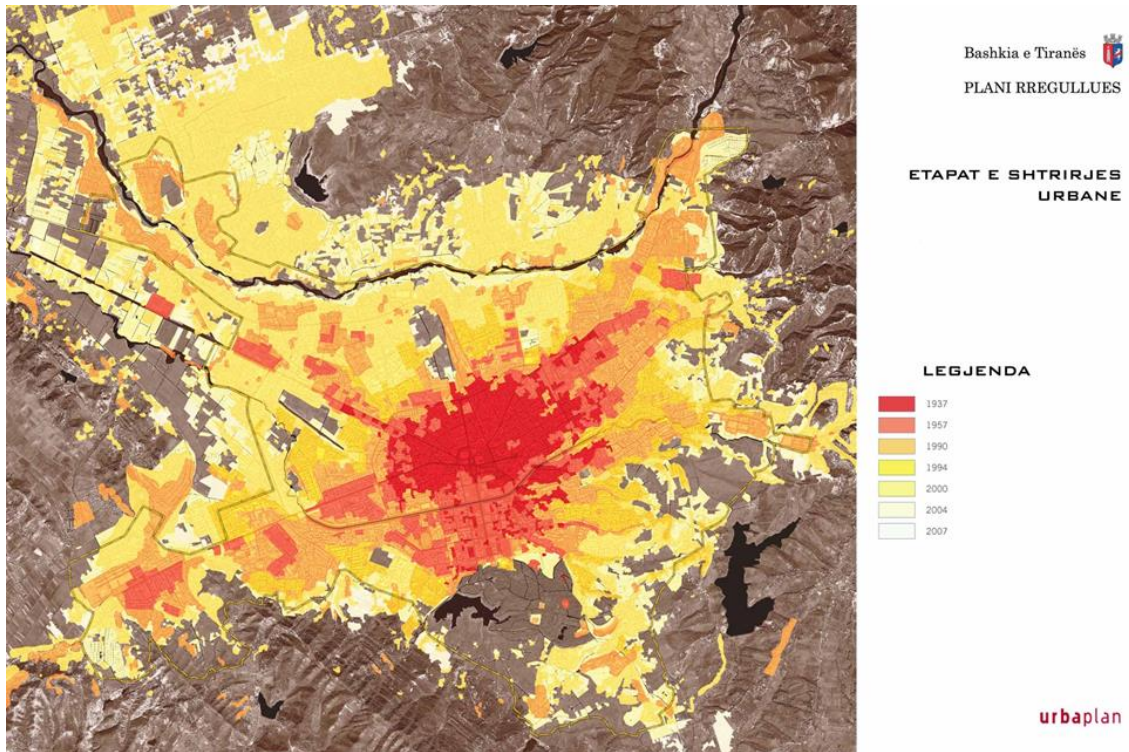 Bashkia e Tiranës
PLANI RREGULLUES
ETAPAT E SHTRIRJES
URBANE
LEGJENDA
1937
1957
1990
1994
2000
2004
2007
urbaplan